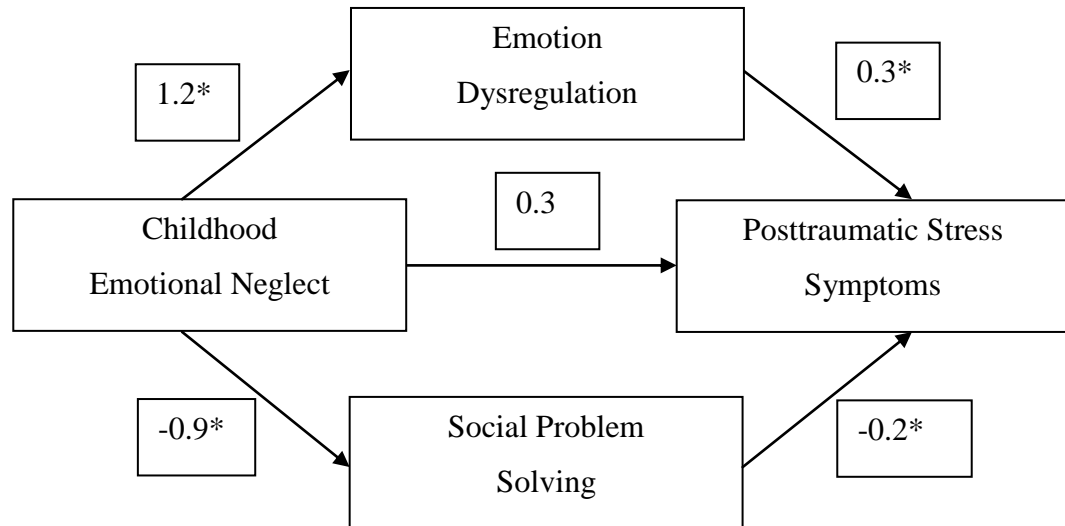 Emotion
Dysregulation
1.2*
0.3*
Childhood
Emotional Neglect
0.3
Posttraumatic Stress
Symptoms
-0.9*
Social Problem
Solving
-0.2*